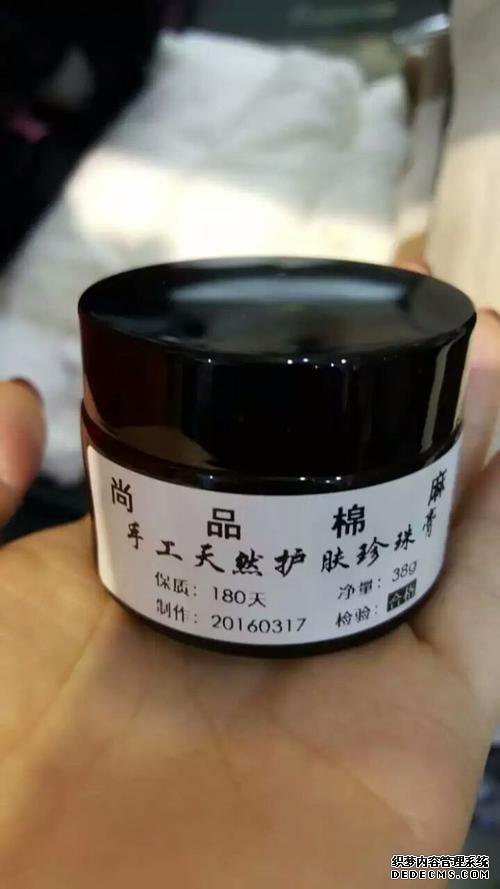 尚品棉麻
手工天然护肤珍珠膏
保质：180天 净量：38g
制作：20160317 检验：合格
织梦内容管理系统
DEDECMS.COM